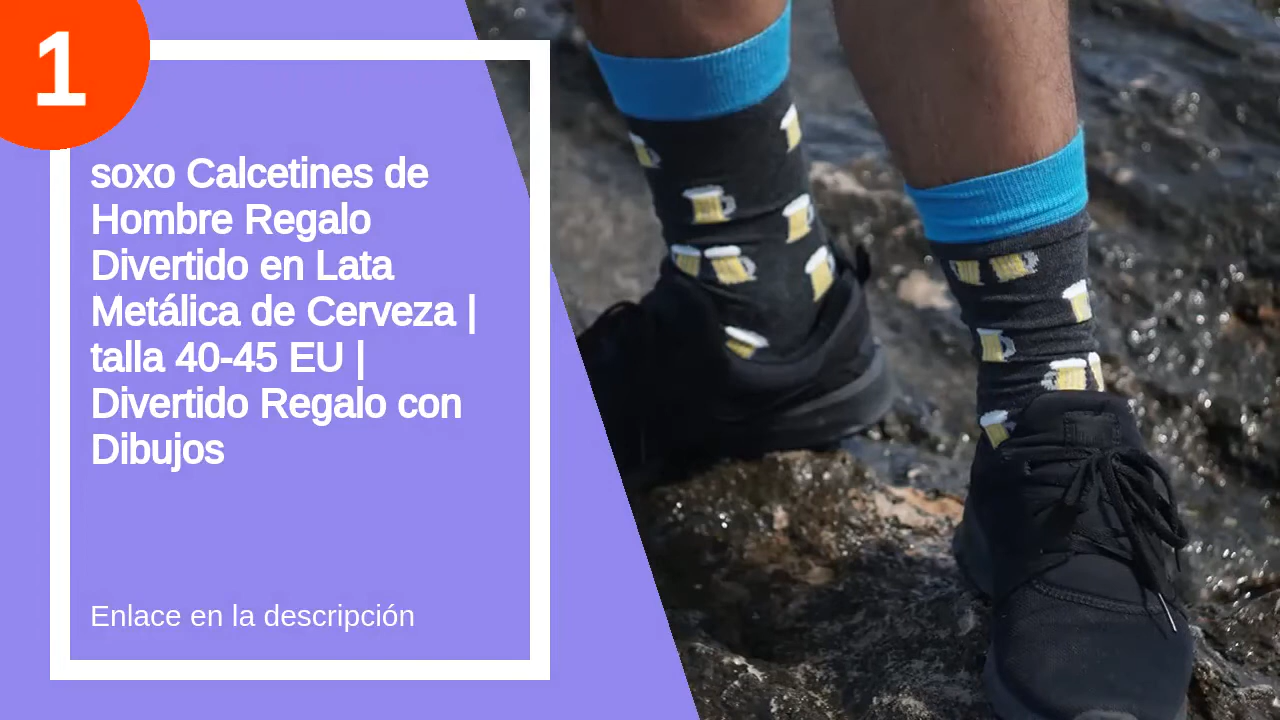 1
soxo Calcetines de
Hombre Regalo
Divertido en Lata
Metálica de Cerveza |
talla 40-45 EU |
Divertido Regalo con
Dibujos
Enlace en la descripción